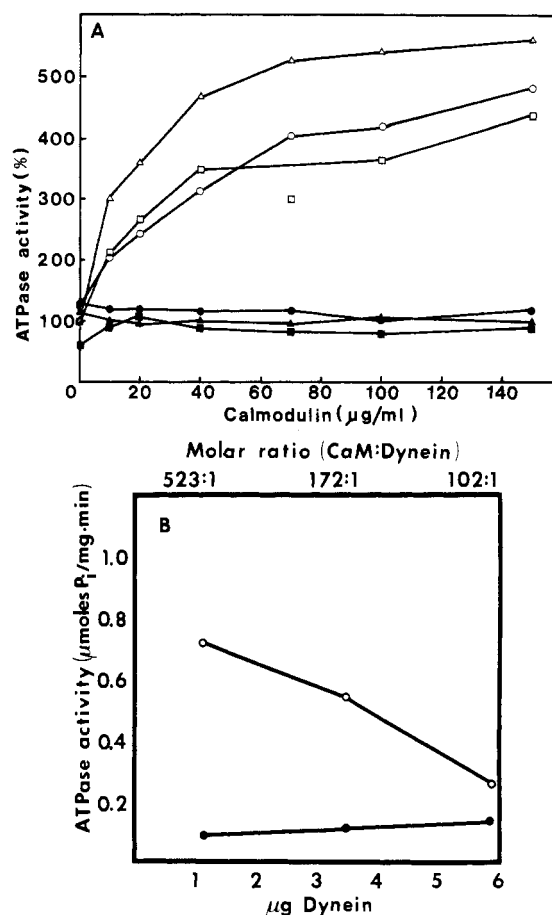 A
500
400
300
200
100
ATPase activity (%)
0 20 40 60 80 100 120 140
Calmodulin (µg/ml)
Molar ratio (CaM:Dynein)
523:1 172:1 102:1
B
1.0
0.8
0.6
0.4
0.2
ATPase activity (µmoles Pi/mg·min)
1 2 3 4 5 6
µg Dynein